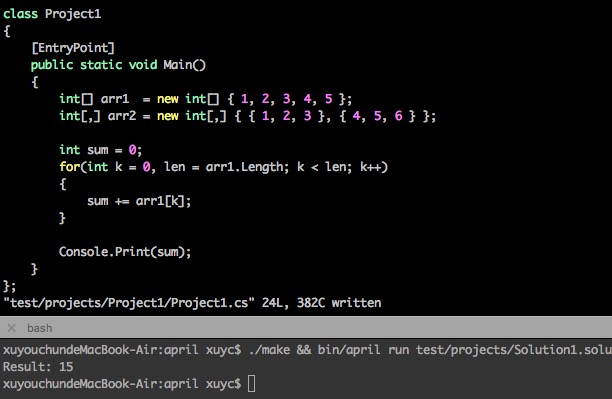 class Project1
{
    [EntryPoint]
    public static void Main()
    {
        int[] arr1  = new int[] { 1, 2, 3, 4, 5 };
        int[,] arr2 = new int[,] { { 1, 2, 3 }, { 4, 5, 6 } };

        int sum = 0;
        for(int k = 0, len = arr1.Length; k < len; k++)
        {
            sum += arr1[k];
        }

        Console.Print(sum);
    }
};
"test/projects/Project1/Project1.cs" 24L, 382C written
× bash
xuyouchundeMacBook-Air:april xuyc$ ./make && bin/april run test/projects/Solution1.solu
Result: 15
xuyouchundeMacBook-Air:april xuyc$